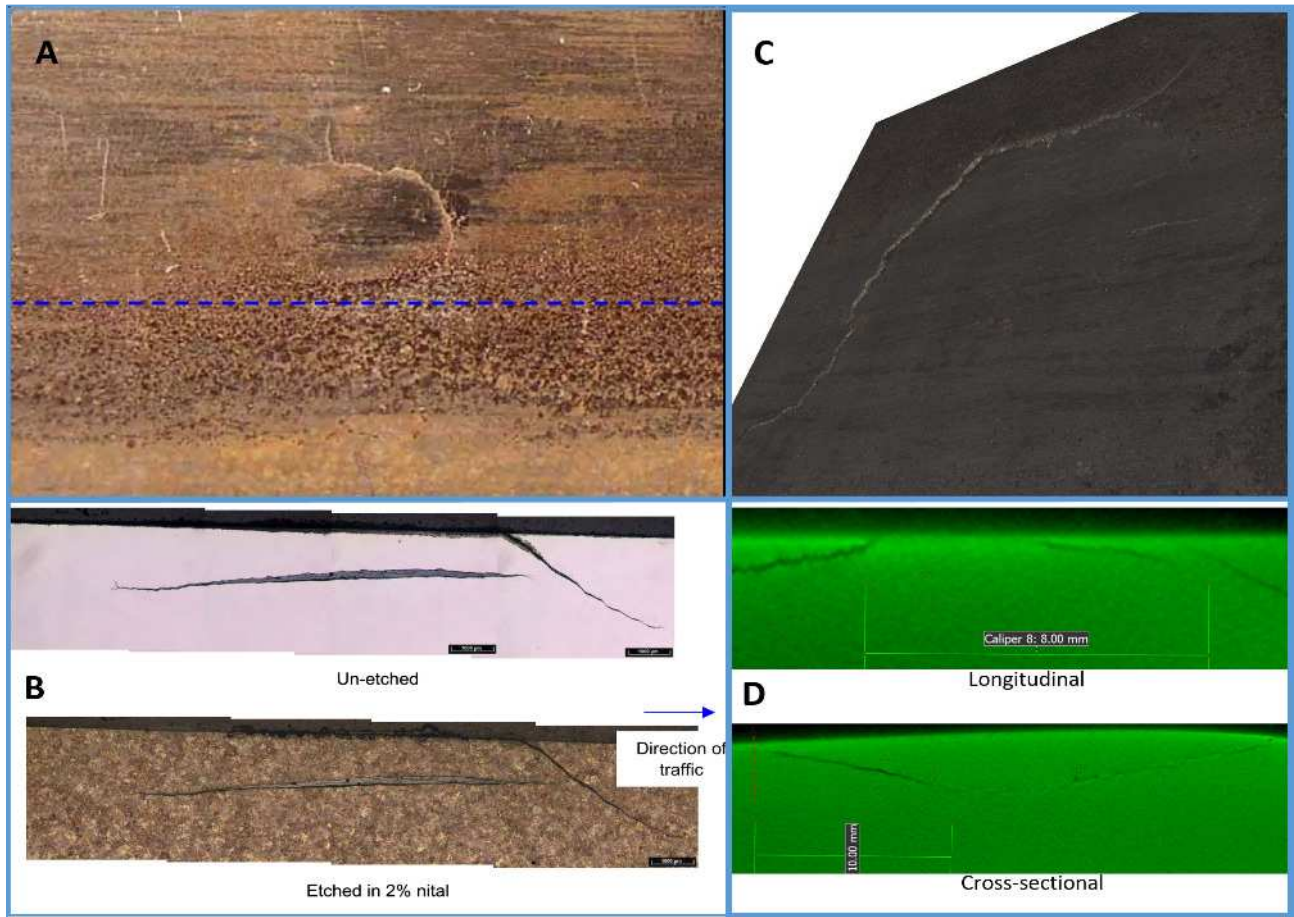 A
C
Un-etched
B
Direction of
traffic
Etched in 2% nital
Caliper 8: 8.00 mm
Longitudinal
D
10.00 mm
Cross-sectional